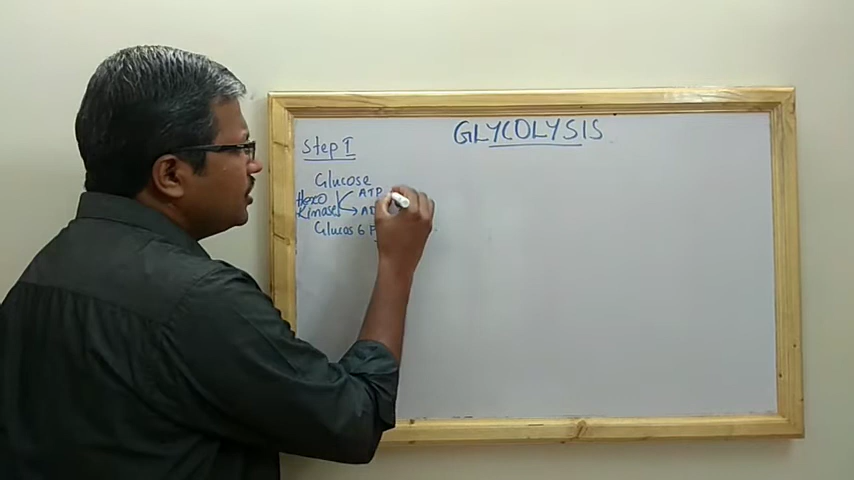 GLYCOLYSIS
Step I
Glucose
Hexo ATP
Kinase
Glucos 6 P